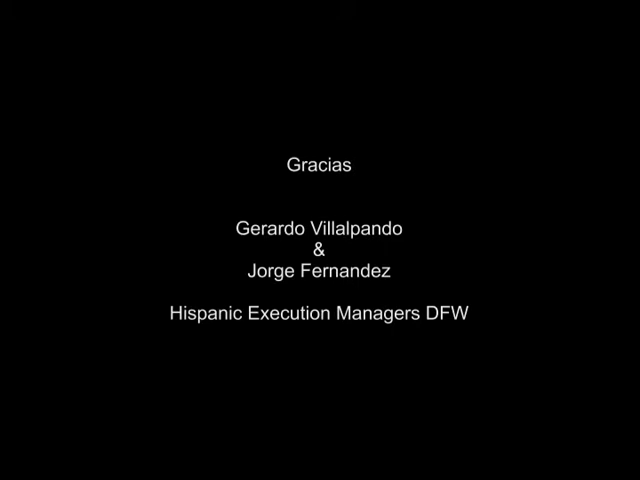 Gracias
Gerardo Villalpando
&
Jorge Fernandez
Hispanic Execution Managers DFW